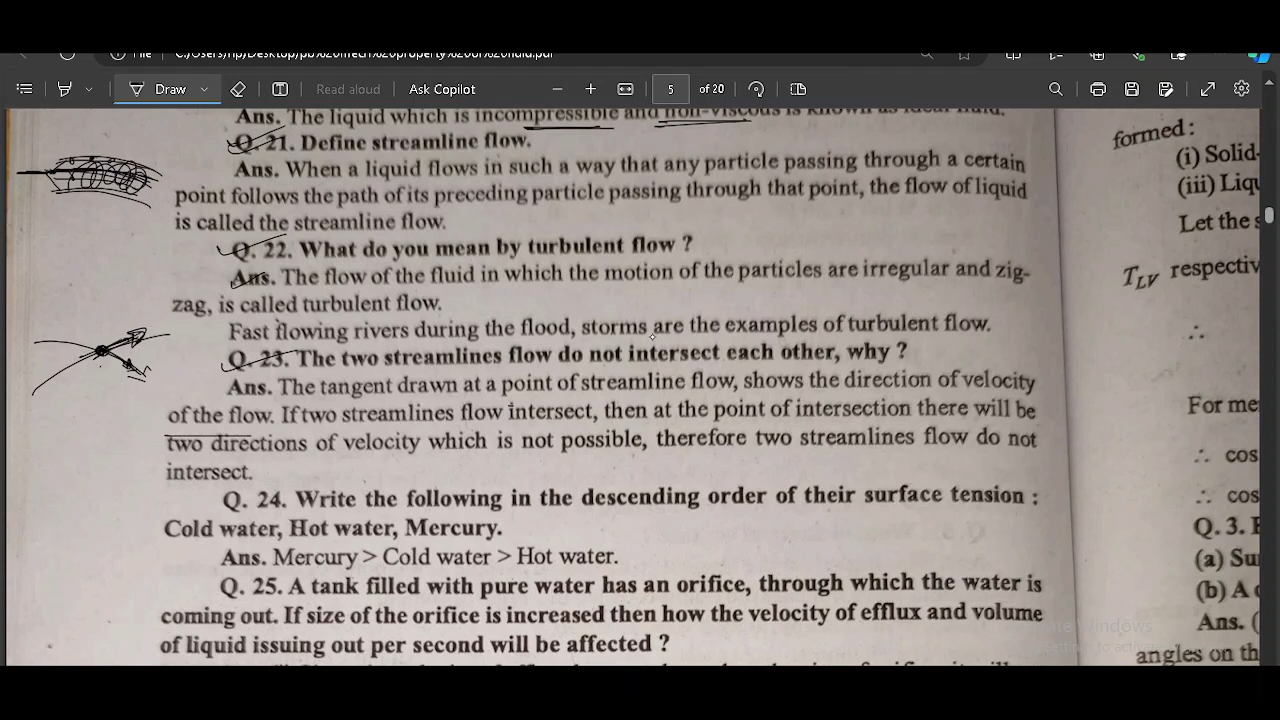 Draw
Read aloud
Ask Copilot
5
of 20
Ans. The liquid which is incompressible and non-viscous is known as ideal fluid.
Q. 21. Define streamline flow.
Ans. When a liquid flows in such a way that any particle passing through a certain
point follows the path of its preceding particle passing through that point, the flow of liquid
is called the streamline flow.
Q. 22. What do you mean by turbulent flow ?
Ans. The flow of the fluid in which the motion of the particles are irregular and zig-
zag, is called turbulent flow.
Fast flowing rivers during the flood, storms are the examples of turbulent flow.
Q. 23. The two streamlines flow do not intersect each other, why ?
Ans. The tangent drawn at a point of streamline flow, shows the direction of velocity
of the flow. If two streamlines flow intersect, then at the point of intersection there will be
two directions of velocity which is not possible, therefore two streamlines flow do not
intersect.
Q. 24. Write the following in the descending order of their surface tension :
Cold water, Hot water, Mercury.
Ans. Mercury > Cold water > Hot water.
Q. 25. A tank filled with pure water has an orifice, through which the water is
coming out. If size of the orifice is increased then how the velocity of efflux and volume
of liquid issuing out per second will be affected ?
formed:
(i) Solid-
(iii) Liqu
Let the s
T_LV respectiv
∴
For me
∴ cos
∴ cos
Q. 3. E
(a) Su
(b) A
Ans. (
angles on th